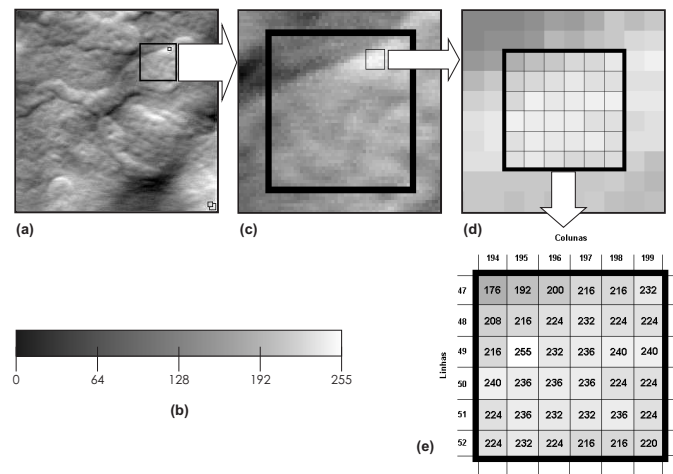 (a)
(c)
(d)
Colunas
194 195 196 197 198 199
47 176 192 200 216 216 232
48 208 216 224 232 224 224
Linhas
49 216 255 232 236 240 240
50 240 236 236 236 224 224
51 224 236 232 232 236 224
52 224 232 224 216 216 220
(e)
0 64 128 192 255
(b)